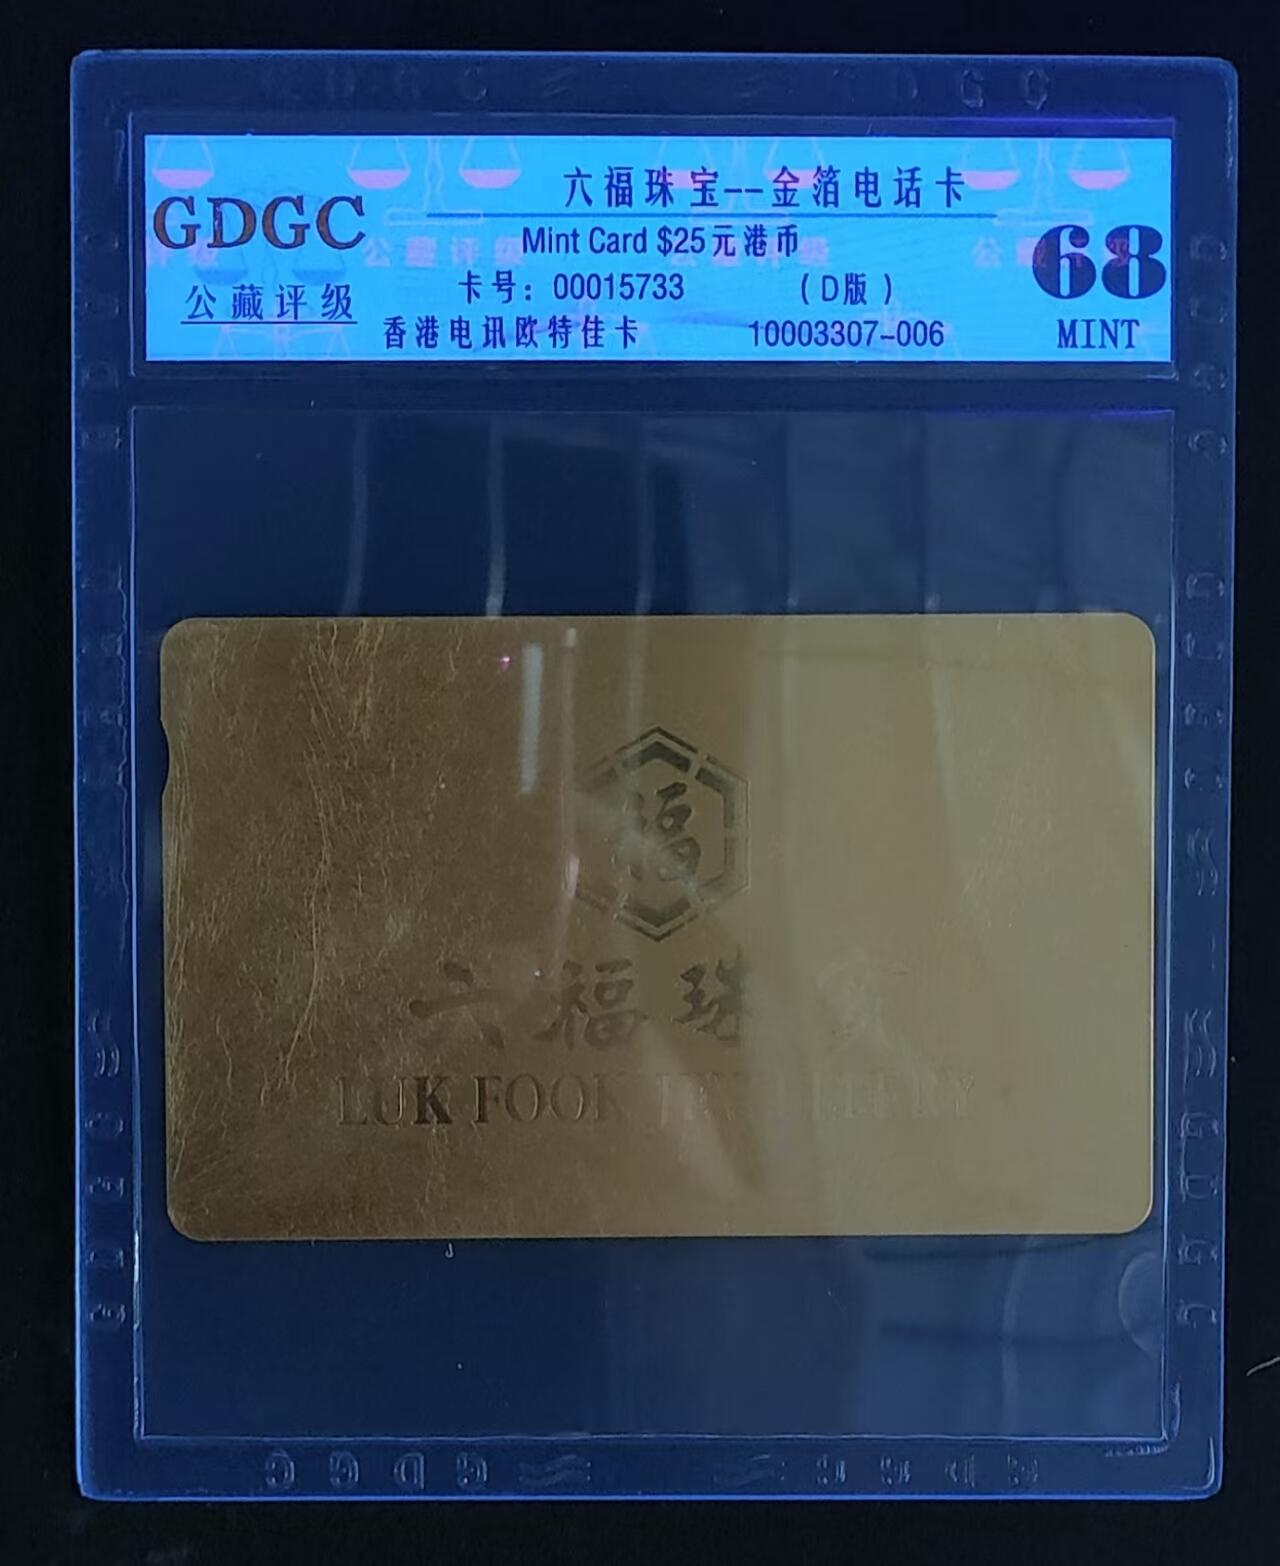 六福珠宝--金箔电话卡
GDGC
Mint Card $25元港币
68
公藏评级
卡号：00015733 （D版）
香港电讯欧特佳卡 10003307-006
MINT
福
六福珠寶
LUK FOOK JEWELLERY